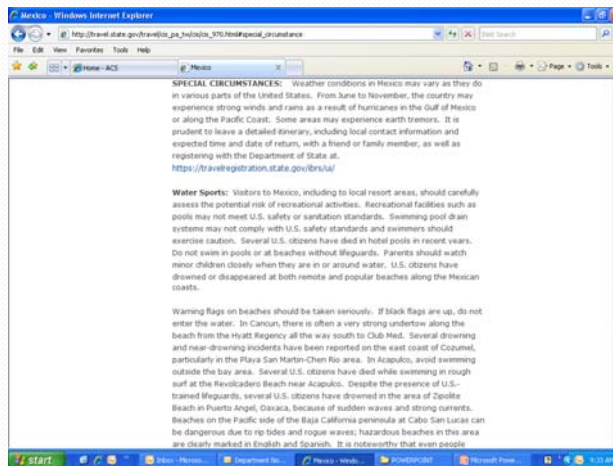 Mexico - Windows Internet Explorer
http://travel.state.gov/travel/cis_pa_tw/cis/cis_970.html#special_circumstance
File Edit View Favorites Tools Help
Home - ACS
Mexico
Page
Tools
SPECIAL CIRCUMSTANCES: Weather conditions in Mexico may vary as they do
in various parts of the United States. From June to November, the country may
experience strong winds and rains as a result of hurricanes in the Gulf of Mexico
or along the Pacific Coast. Some areas may experience earth tremors. It is
prudent to leave a detailed itinerary, including local contact information and
expected time and date of return, with a friend or family member, as well as
registering with the Department of State at.
https://travelregistration.state.gov/ibrs/ui/
Water Sports: Visitors to Mexico, including to local resort areas, should carefully
assess the potential risk of recreational activities. Recreational facilities such as
pools may not meet U.S. safety or sanitation standards. Swimming pool drain
systems may not comply with U.S. safety standards and swimmers should
exercise caution. Several U.S. citizens have died in hotel pools in recent years.
Do not swim in pools or at beaches without lifeguards. Parents should watch
minor children closely when they are in or around water. U.S. citizens have
drowned or disappeared at both remote and popular beaches along the Mexican
coasts.
Warning flags on beaches should be taken seriously. If black flags are up, do not
enter the water. In Cancun, there is often a very strong undertow along the
beach from the Hyatt Regency all the way south to Club Med. Several drowning
and near-drowning incidents have been reported on the east coast of Cozumel,
particularly in the Playa San Martin-Chen Rio area. In Acapulco, avoid swimming
outside the bay area. Several U.S. citizens have died while swimming in rough
surf at the Revolcadero Beach near Acapulco. Despite the presence of U.S.-
trained lifeguards, several U.S. citizens have drowned in the area of Zipolite
Beach in Puerto Angel, Oaxaca, because of sudden waves and strong currents.
Beaches on the Pacific side of the Baja California peninsula at Cabo San Lucas can
be dangerous due to rip tides and rogue waves; hazardous beaches in this area
are clearly marked in English and Spanish. It is noteworthy that even people
start
Inbox - Micros...
Department No...
Mexico - Windo...
POWERPOINT
Microsoft Power...
9:33 AM